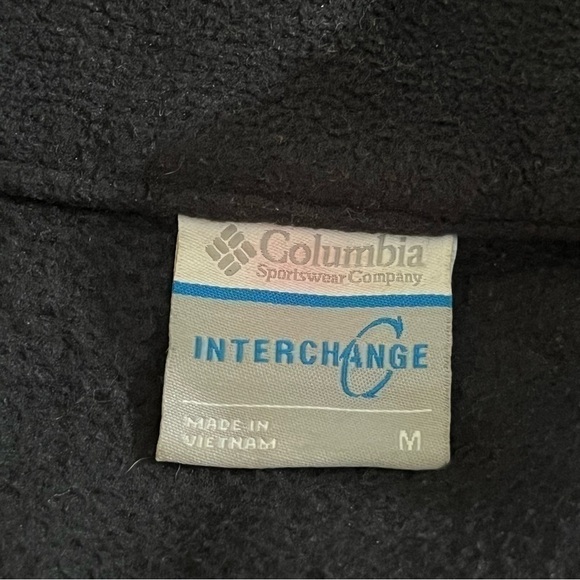 Columbia
Sportswear Company
INTERCHANGE
MADE IN
VIETNAM
M